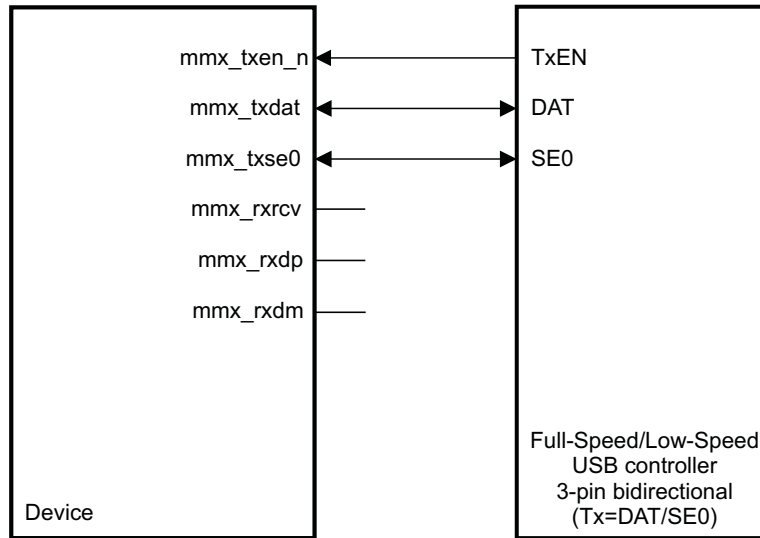 mmx_txen_n TxEN
mmx_txdat DAT
mmx_txse0 SE0
mmx_rxrcv
mmx_rxdp
mmx_rxdm
Device
Full-Speed/Low-Speed
USB controller
3-pin bidirectional
(Tx=DAT/SE0)